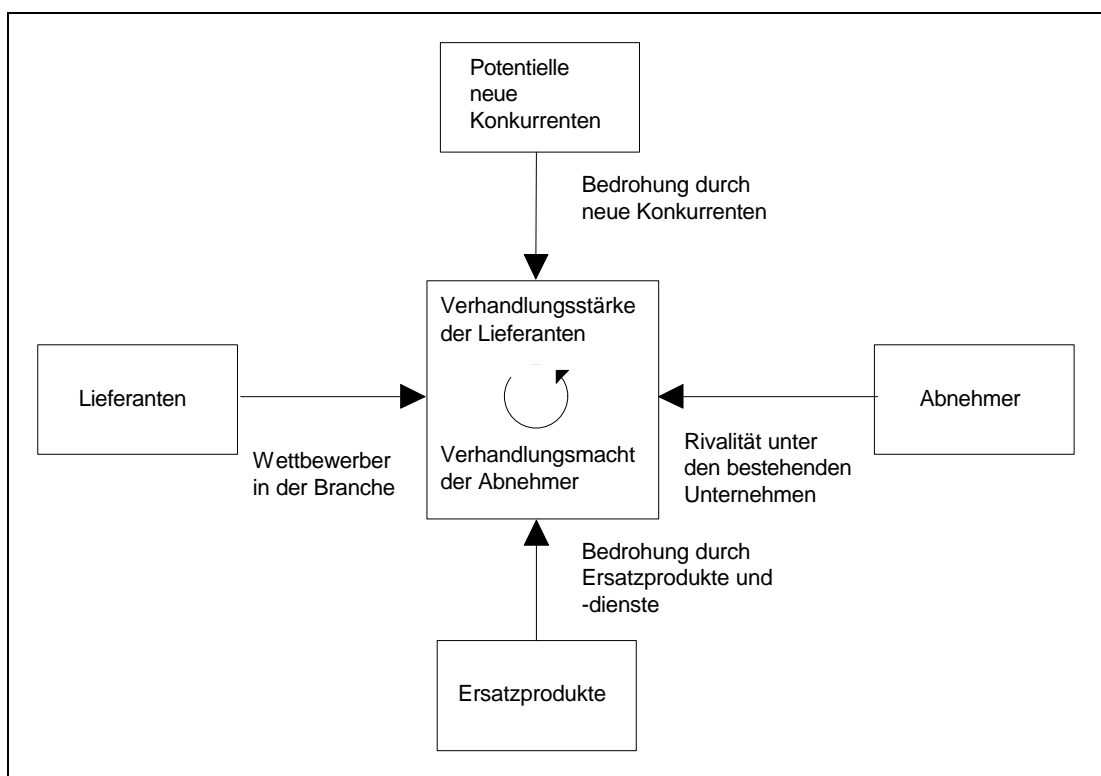 Potentielle
neue
Konkurrenten
Bedrohung durch
neue Konkurrenten
Verhandlungsstärke
der Lieferanten
Lieferanten
Abnehmer
Wettbewerber
in der Branche
Verhandlungsmacht
der Abnehmer
Rivalität unter
den bestehenden
Unternehmen
Bedrohung durch
Ersatzprodukte und
-dienste
Ersatzprodukte